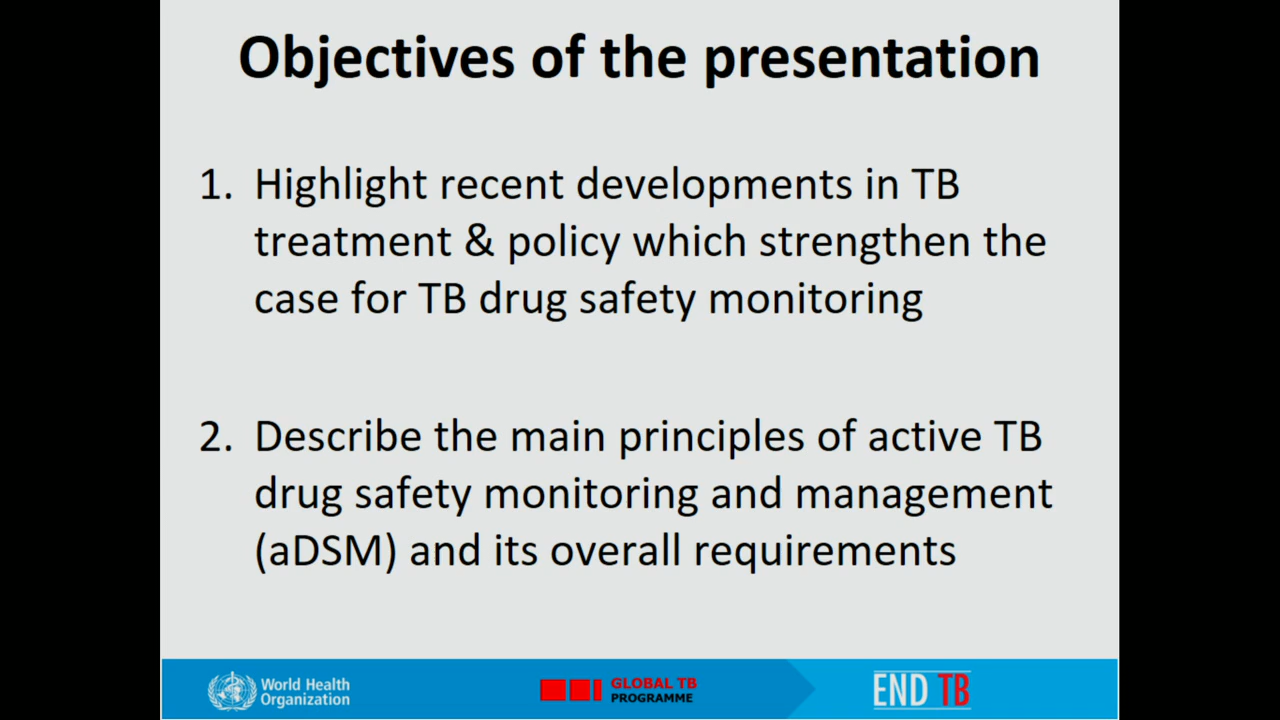 Objectives of the presentation
1. Highlight recent developments in TB
treatment & policy which strengthen the
case for TB drug safety monitoring
2. Describe the main principles of active TB
drug safety monitoring and management
(aDSM) and its overall requirements
World Health
Organization
GLOBAL TB
PROGRAMME
END TB